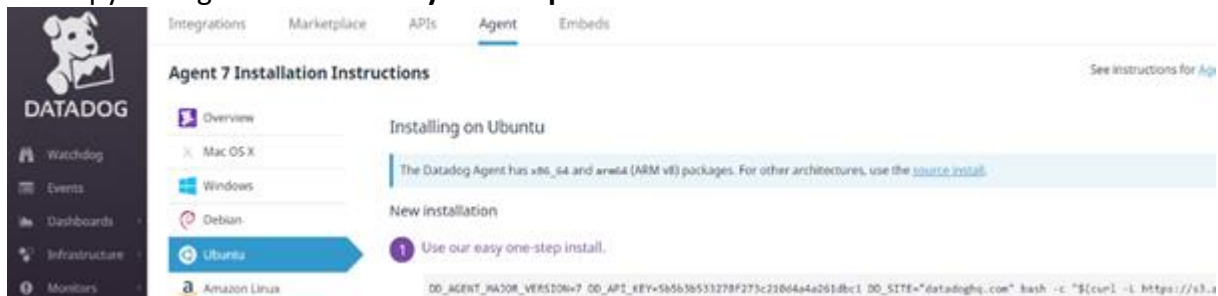 Integrations Marketplace APIs Agent Embeds
Agent 7 Installation Instructions
See instructions for
DATADOG
Overview
Installing on Ubuntu
Watchdog
Mac OS X
The Datadog Agent has x86_64 and arm64 (ARM v8) packages. For other architectures, use the source install.
Events
Windows
Dashboards
Debian
New installation
Infrastructure
Ubuntu
1 Use our easy one-step install.
Monitors
Amazon Linux
DD_AGENT_MAJOR_VERSION=7 DD_SITE="datadoghq.com" bash -c "$(curl -L https://s3.a